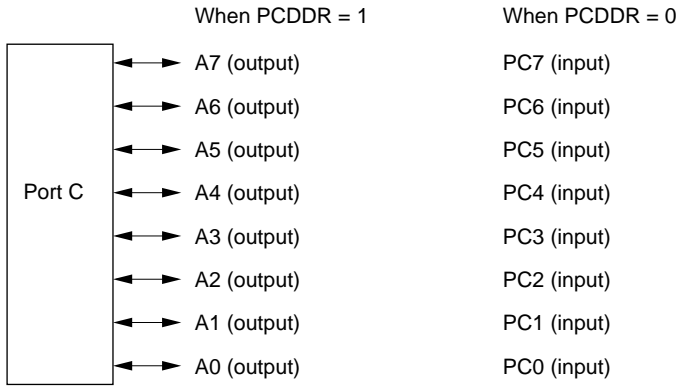 When PCDDR = 1 When PCDDR = 0
A7 (output) PC7 (input)
A6 (output) PC6 (input)
A5 (output) PC5 (input)
Port C A4 (output) PC4 (input)
A3 (output) PC3 (input)
A2 (output) PC2 (input)
A1 (output) PC1 (input)
A0 (output) PC0 (input)